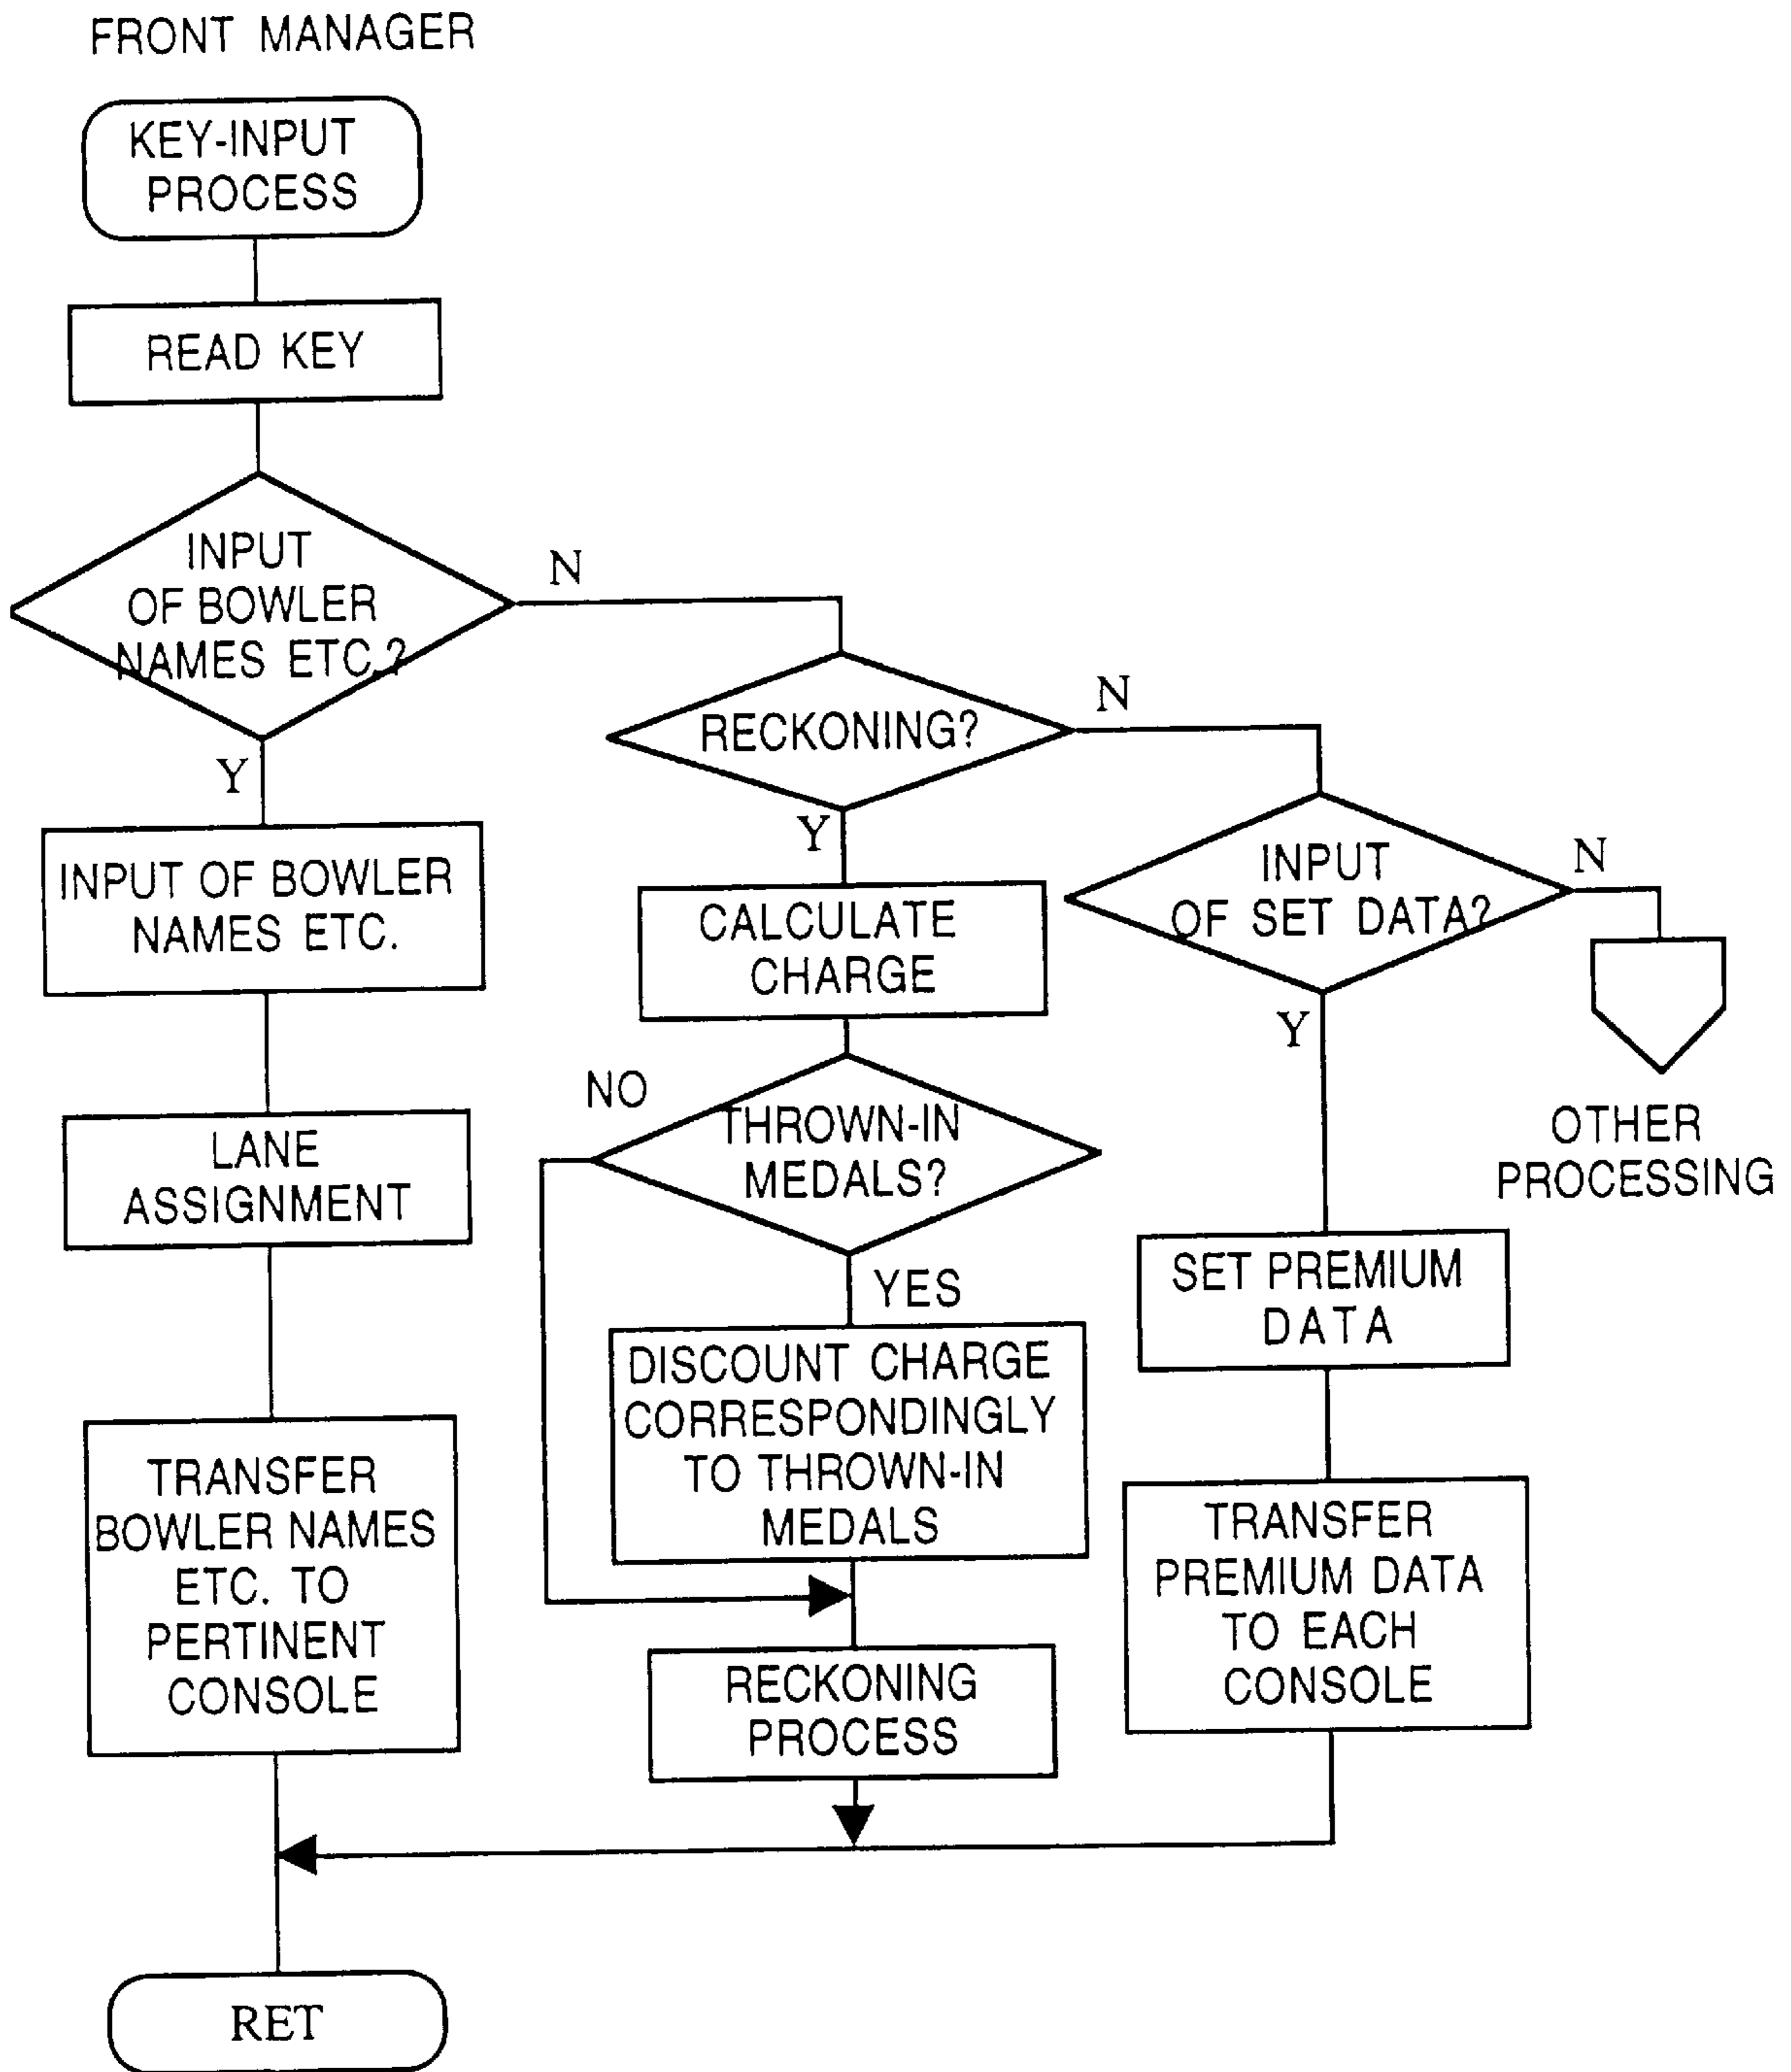 FRONT MANAGER
KEY-INPUT
PROCESS
READ KEY
INPUT
OF BOWLER
NAMES ETC.?
N
Y
INPUT OF BOWLER
NAMES ETC.
LANE
ASSIGNMENT
TRANSFER
BOWLER NAMES
ETC. TO
PERTINENT
CONSOLE
RECKONING?
N
Y
CALCULATE
CHARGE
THROWN-IN
MEDALS?
NO
YES
DISCOUNT CHARGE
CORRESPONDINGLY
TO THROWN-IN
MEDALS
RECKONING
PROCESS
INPUT
OF SET DATA?
N
Y
OTHER
PROCESSING
SET PREMIUM
DATA
TRANSFER
PREMIUM DATA
TO EACH
CONSOLE
RET